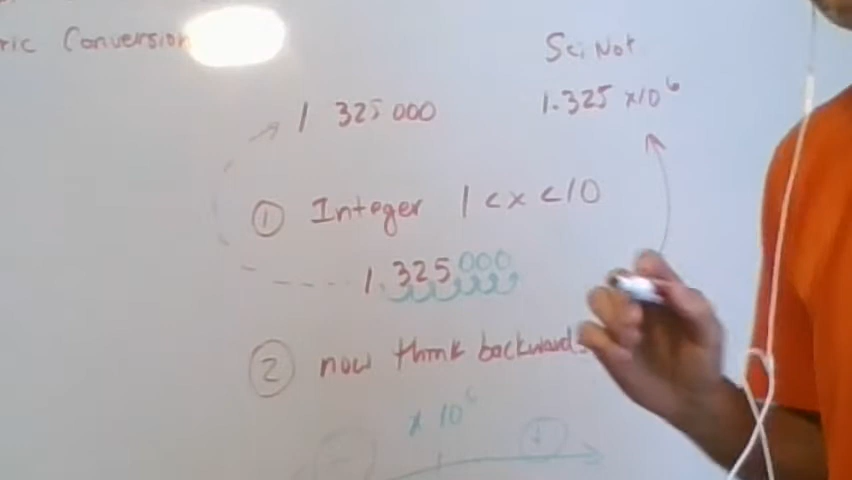 ric Conversion
Sci Not
1 325 000
1.325 x10⁶
① Integer 1 < x < 10
1.325000
② now think backwards
x 10⁶